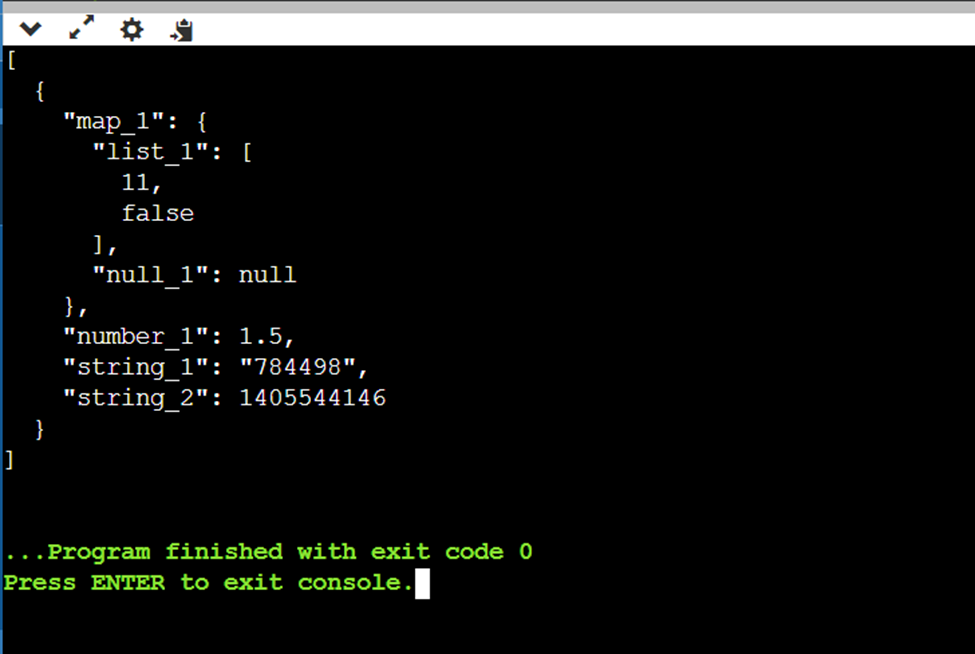 [
  {
    "map_1": {
      "list_1": [
        11,
        false
      ],
      "null_1": null
    },
    "number_1": 1.5,
    "string_1": "784498",
    "string_2": 1405544146
  }
]
...Program finished with exit code 0
Press ENTER to exit console.